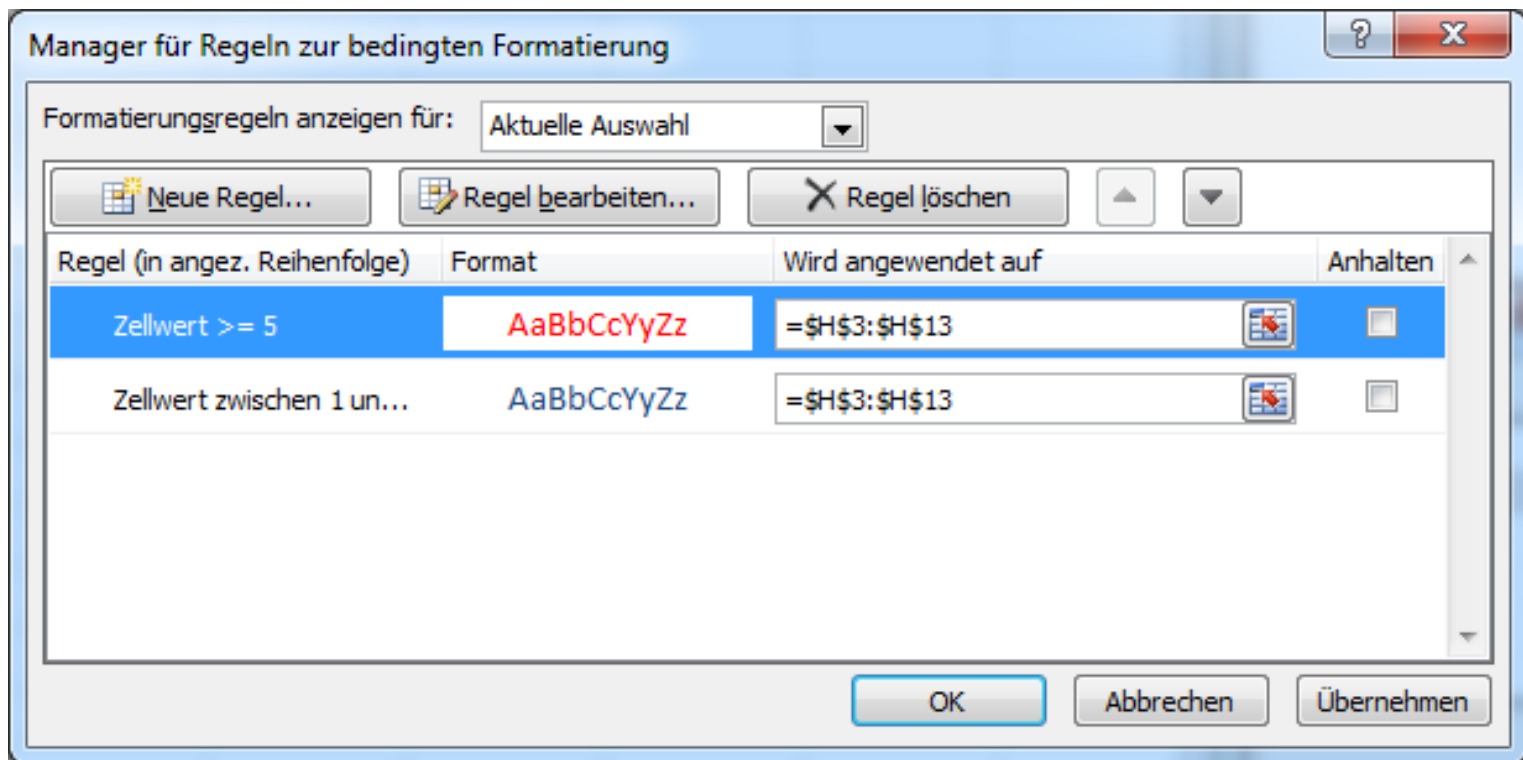 Manager für Regeln zur bedingten Formatierung
Formatierungsregeln anzeigen für: Aktuelle Auswahl
Neue Regel... Regel bearbeiten... Regel löschen
Regel (in angez. Reihenfolge) Format Wird angewendet auf Anhalten
Zellwert >= 5 AaBbCcYyZz =$H$3:$H$13
Zellwert zwischen 1 un... AaBbCcYyZz =$H$3:$H$13
OK Abbrechen Übernehmen